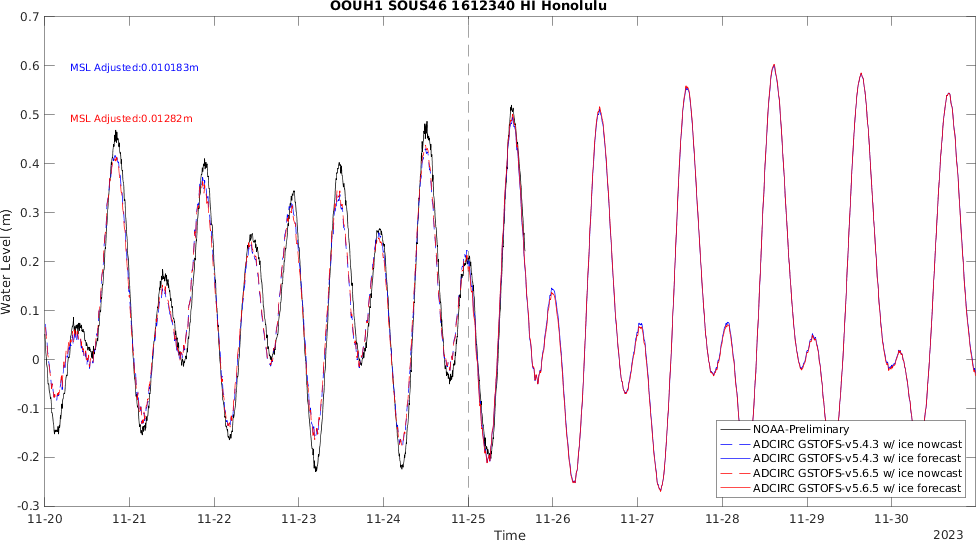 OOUH1 SOUS46 1612340 HI Honolulu
0.7
0.6
0.5
0.4
0.3
0.2
0.1
0
-0.1
-0.2
-0.3
Water Level (m)
MSL Adjusted:0.010183m
MSL Adjusted:0.01282m
NOAA-Preliminary
ADCIRC GSTOFS-v5.4.3 w/ ice nowcast
ADCIRC GSTOFS-v5.4.3 w/ ice forecast
ADCIRC GSTOFS-v5.6.5 w/ ice nowcast
ADCIRC GSTOFS-v5.6.5 w/ ice forecast
11-20 11-21 11-22 11-23 11-24 11-25 11-26 11-27 11-28 11-29 11-30
Time
2023